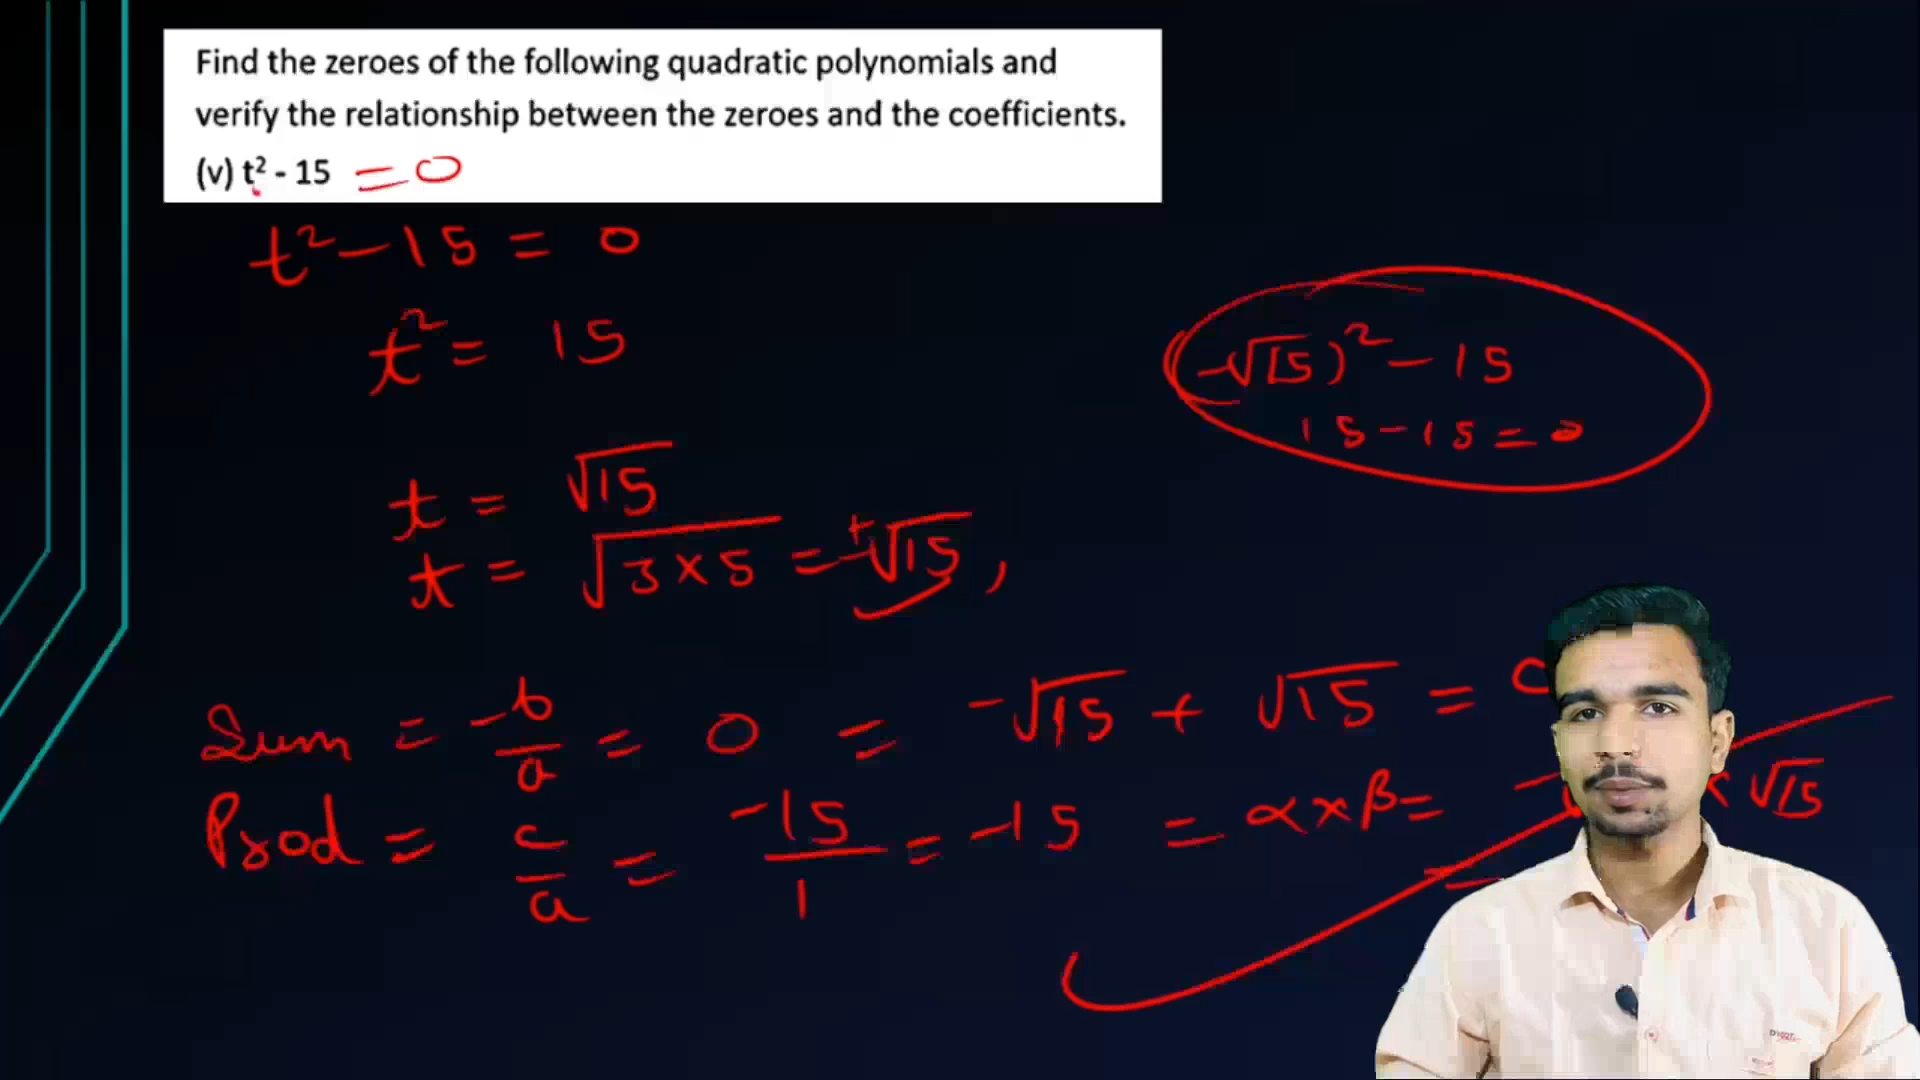 Find the zeroes of the following quadratic polynomials and
verify the relationship between the zeroes and the coefficients.
(v) t² - 15 = 0
t² - 15 = 0
t² = 15
t = √15
t = √3×5 = ±√15 ,
(-√15)² - 15
15 - 15 = 0
Sum = -b/a = 0 = -√15 + √15 =
Prod = c/a = -15/1 = -15 = α×β = - × √15
=